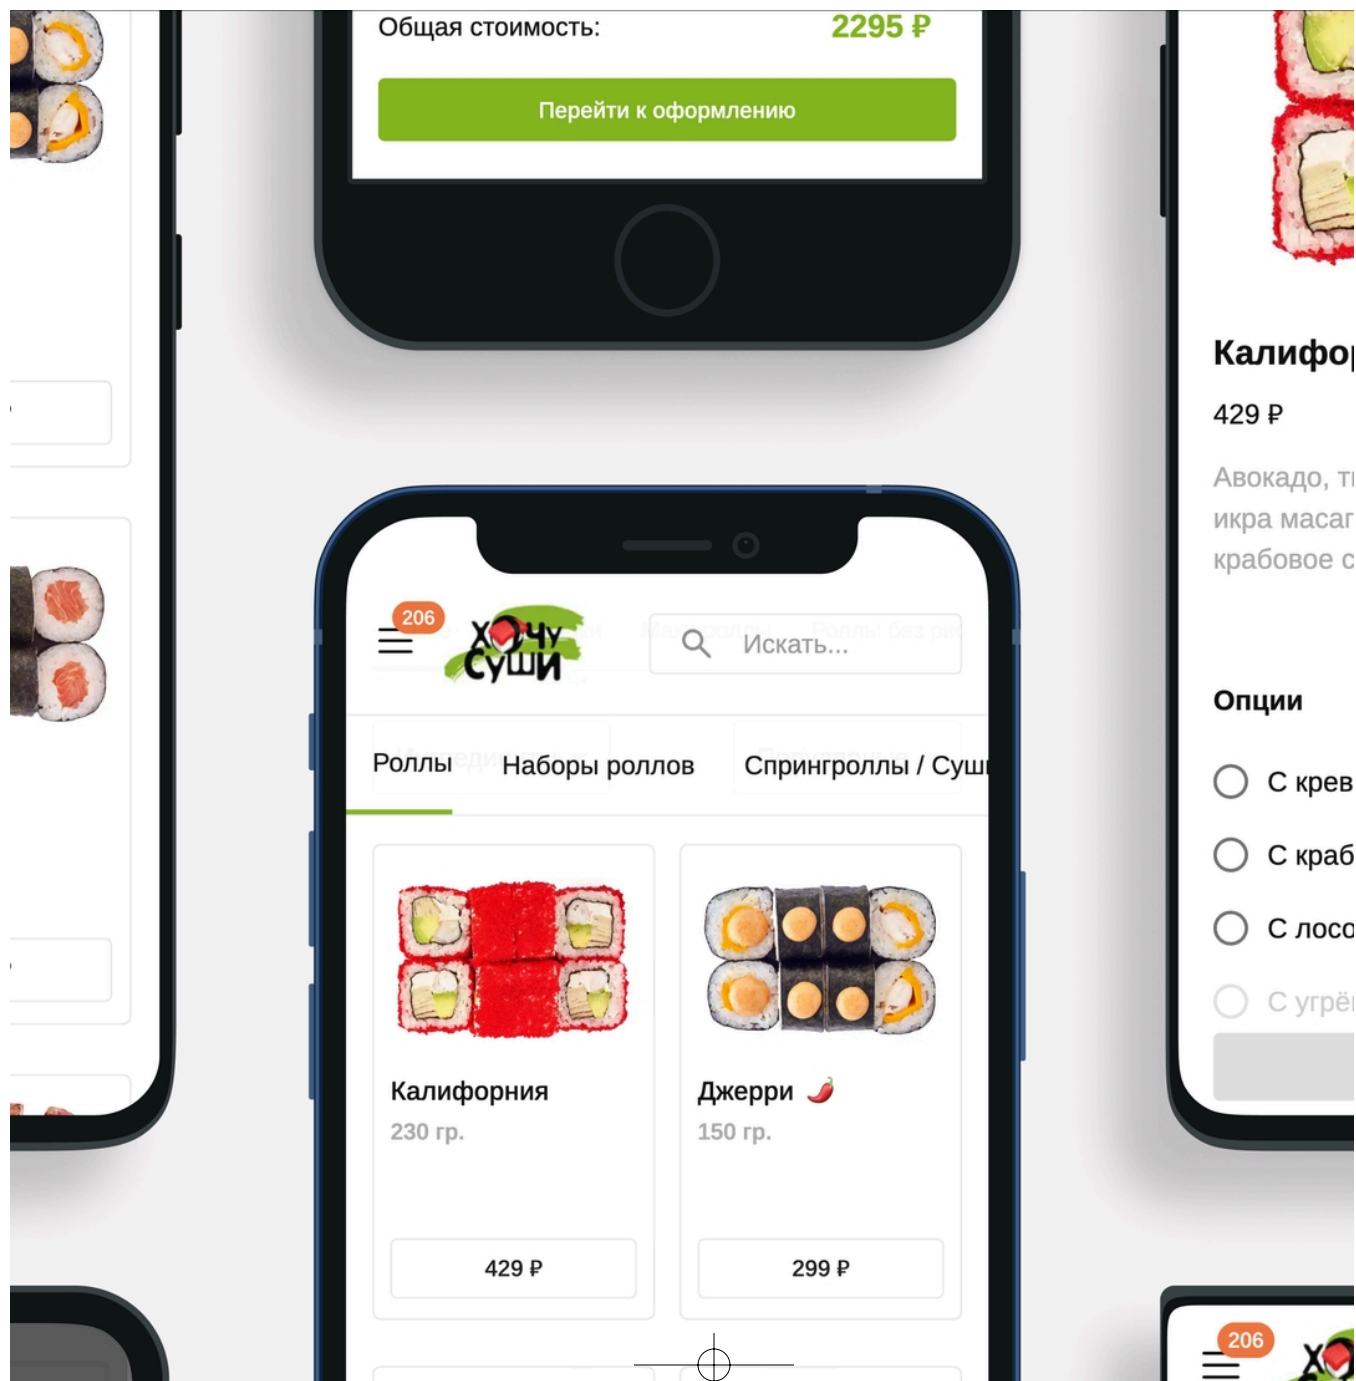 Общая стоимость:
2295 ₽
Перейти к оформлению
206
ХОЧУ
СУШИ
Искать...
Роллы
Наборы роллов
Спрингроллы / Суши
Калифорния
230 гр.
429 ₽
Джерри
150 гр.
299 ₽
Калифор
429 ₽
Авокадо, т
икра масаг
крабовое с
Опции
С крев
С краб
С лосо
С угрё
206